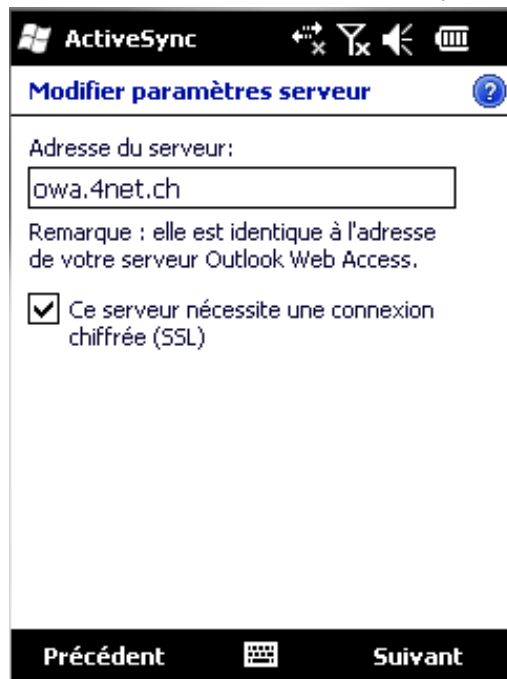 ActiveSync
Modifier paramètres serveur
Adresse du serveur:
owa.4net.ch
Remarque : elle est identique à l'adresse
de votre serveur Outlook Web Access.
Ce serveur nécessite une connexion
chiffrée (SSL)
Précédent Suivant